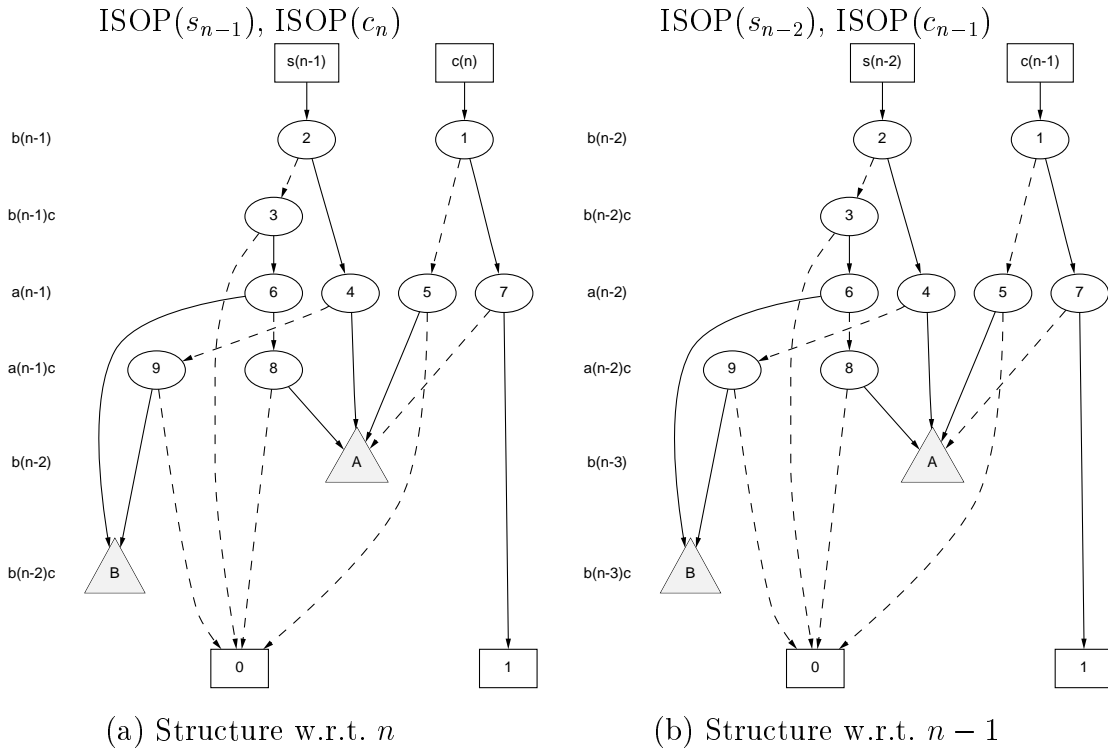 ISOP(s_{n−1}), ISOP(c_n)
s(n-1) c(n)
b(n-1) 2 1
b(n-1)c 3
a(n-1) 6 4 5 7
a(n-1)c 9 8
b(n-2) A
b(n-2)c B
0 1
(a) Structure w.r.t. n
ISOP(s_{n−2}), ISOP(c_{n−1})
s(n-2) c(n-1)
b(n-2) 2 1
b(n-2)c 3
a(n-2) 6 4 5 7
a(n-2)c 9 8
b(n-3) A
b(n-3)c B
0 1
(b) Structure w.r.t. n − 1